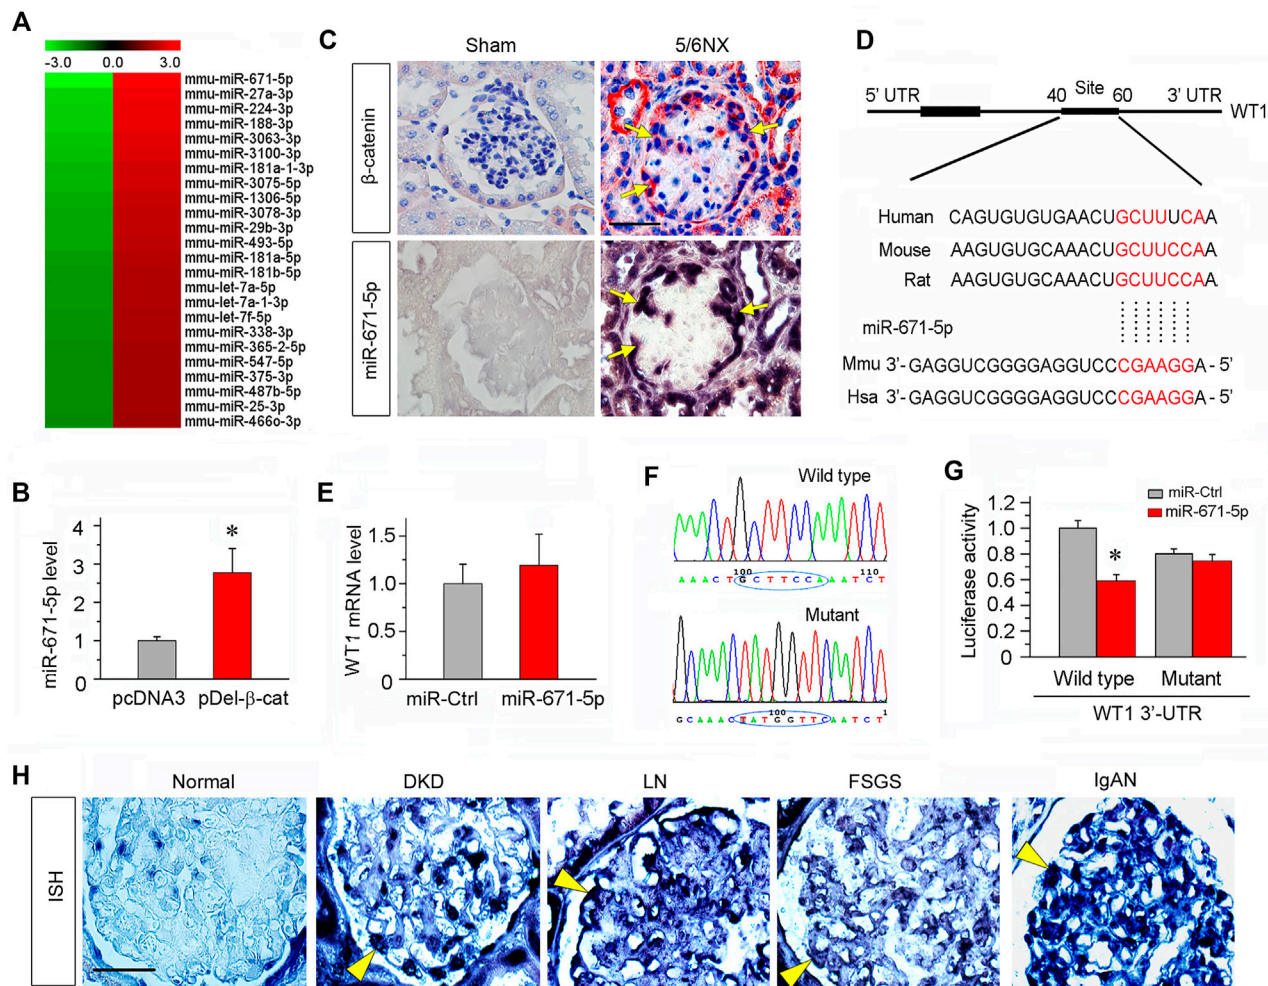 A
-3.0 0.0 3.0
mmu-miR-671-5p
mmu-miR-27a-3p
mmu-miR-224-3p
mmu-miR-188-3p
mmu-miR-3063-3p
mmu-miR-3100-3p
mmu-miR-181a-1-3p
mmu-miR-3075-5p
mmu-miR-1306-5p
mmu-miR-3078-3p
mmu-miR-29b-3p
mmu-miR-493-5p
mmu-miR-181a-5p
mmu-miR-181b-5p
mmu-let-7a-5p
mmu-let-7a-1-3p
mmu-let-7f-5p
mmu-miR-338-3p
mmu-miR-365-2-5p
mmu-miR-547-5p
mmu-miR-375-3p
mmu-miR-487b-5p
mmu-miR-25-3p
mmu-miR-466o-3p
C
Sham 5/6NX
β-catenin
miR-671-5p
D
5' UTR 40 Site 60 3' UTR
WT1
Human CAGUGUGUGAACUGCUUUCAA
Mouse AAGUGUGCAAACUGCUUCCAA
Rat AAGUGUGCAAACUGCUUCCAA
miR-671-5p
Mmu 3'-GAGGUCGGGGAGGUCCCGAAGGA-5'
Hsa 3'-GAGGUCGGGGAGGUCCCGAAGGA-5'
B
miR-671-5p level
4
3
2
1
0
*
pcDNA3 pDel-β-cat
E
WT1 mRNA level
1.5
1.0
0.5
0
miR-Ctrl miR-671-5p
F
Wild type
100 110
A A A C T G C T T C C A A A T C T
Mutant
100 1
G C A A A C T A T G G T T C A A T C T
G
miR-Ctrl
miR-671-5p
Luciferase activity
1.2
1.0
0.8
0.6
0.4
0.2
0
*
Wild type Mutant
WT1 3'-UTR
H
Normal DKD LN FSGS IgAN
ISH